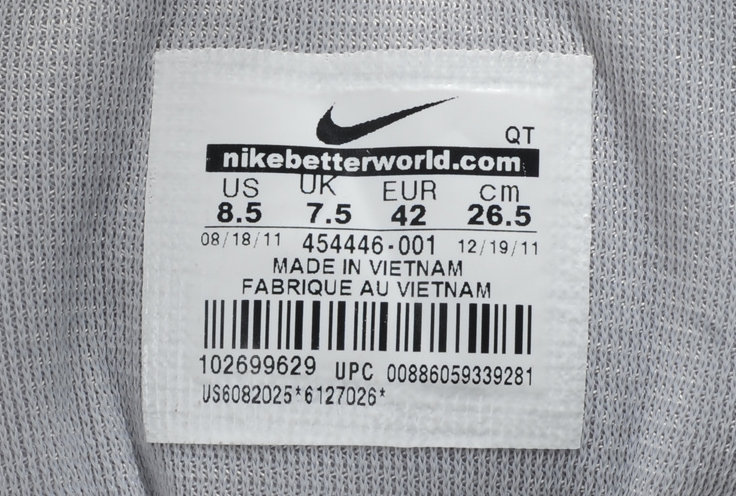 QT
nikebetterworld.com
US UK EUR cm
8.5 7.5 42 26.5
08/18/11 454446-001 12/19/11
MADE IN VIETNAM
FABRIQUE AU VIETNAM
102699629 UPC 00886059339281
US6082025*6127026*